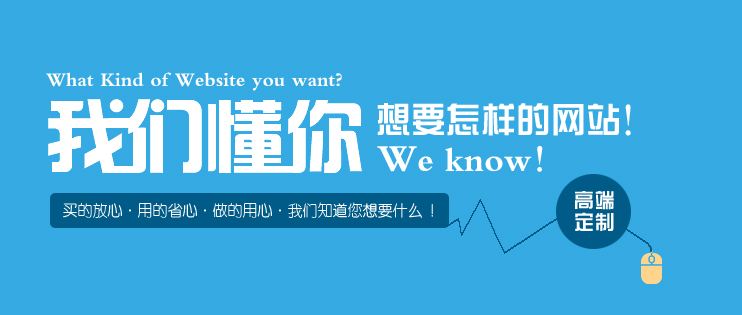 What Kind of Website you want?
我们懂你
想要怎样的网站!
We know!
买的放心·用的省心·做的用心·我们知道您想要什么!
高端
定制